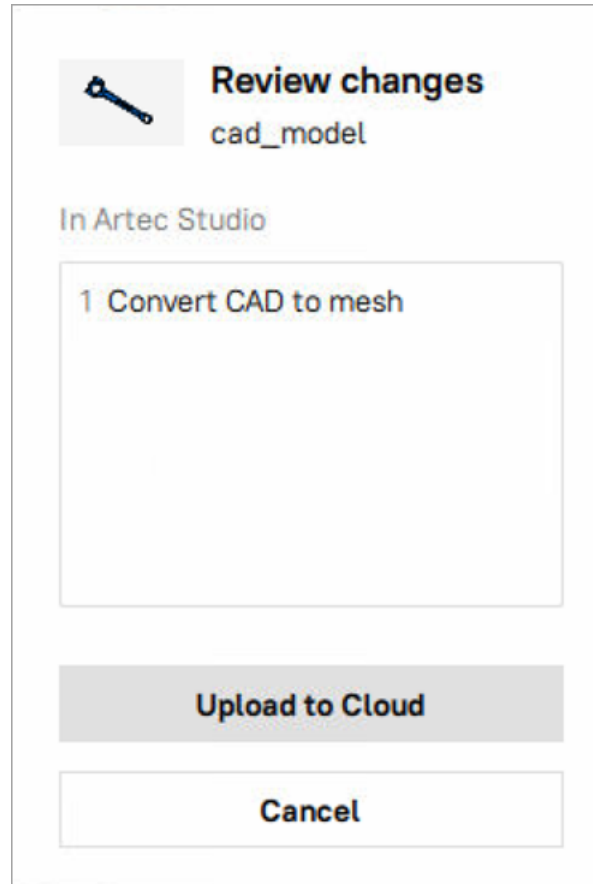 Review changes
cad_model
In Artec Studio
1 Convert CAD to mesh
Upload to Cloud
Cancel